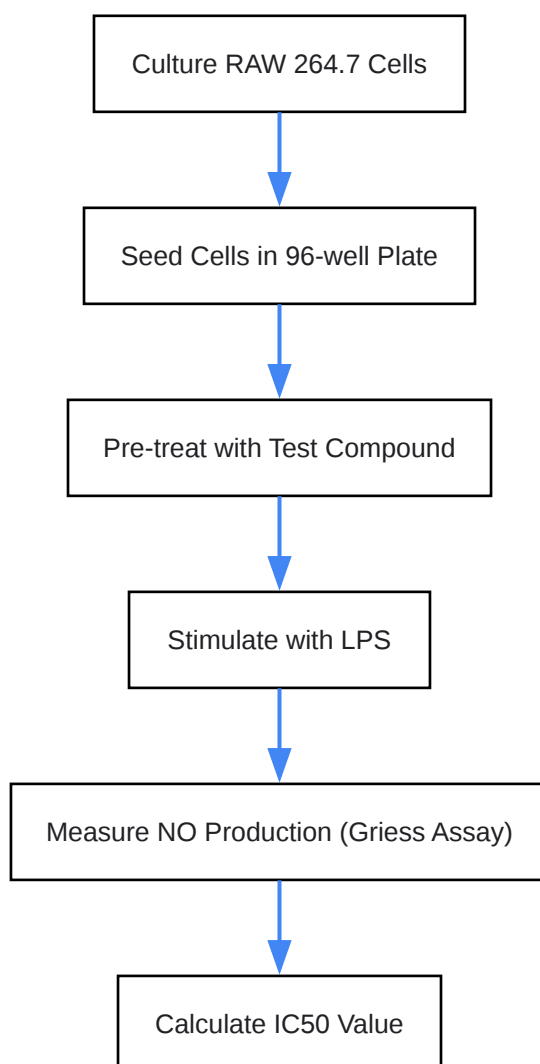 Culture RAW 264.7 Cells
Seed Cells in 96-well Plate
Pre-treat with Test Compound
Stimulate with LPS
Measure NO Production (Griess Assay)
Calculate IC50 Value